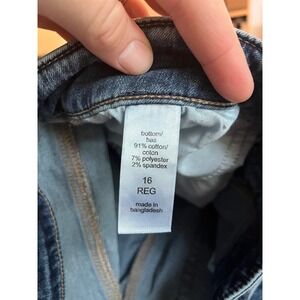 bottom/
bas
91% cotton/
coton
7% polyester
2% spandex
16
REG
made in
bangladesh